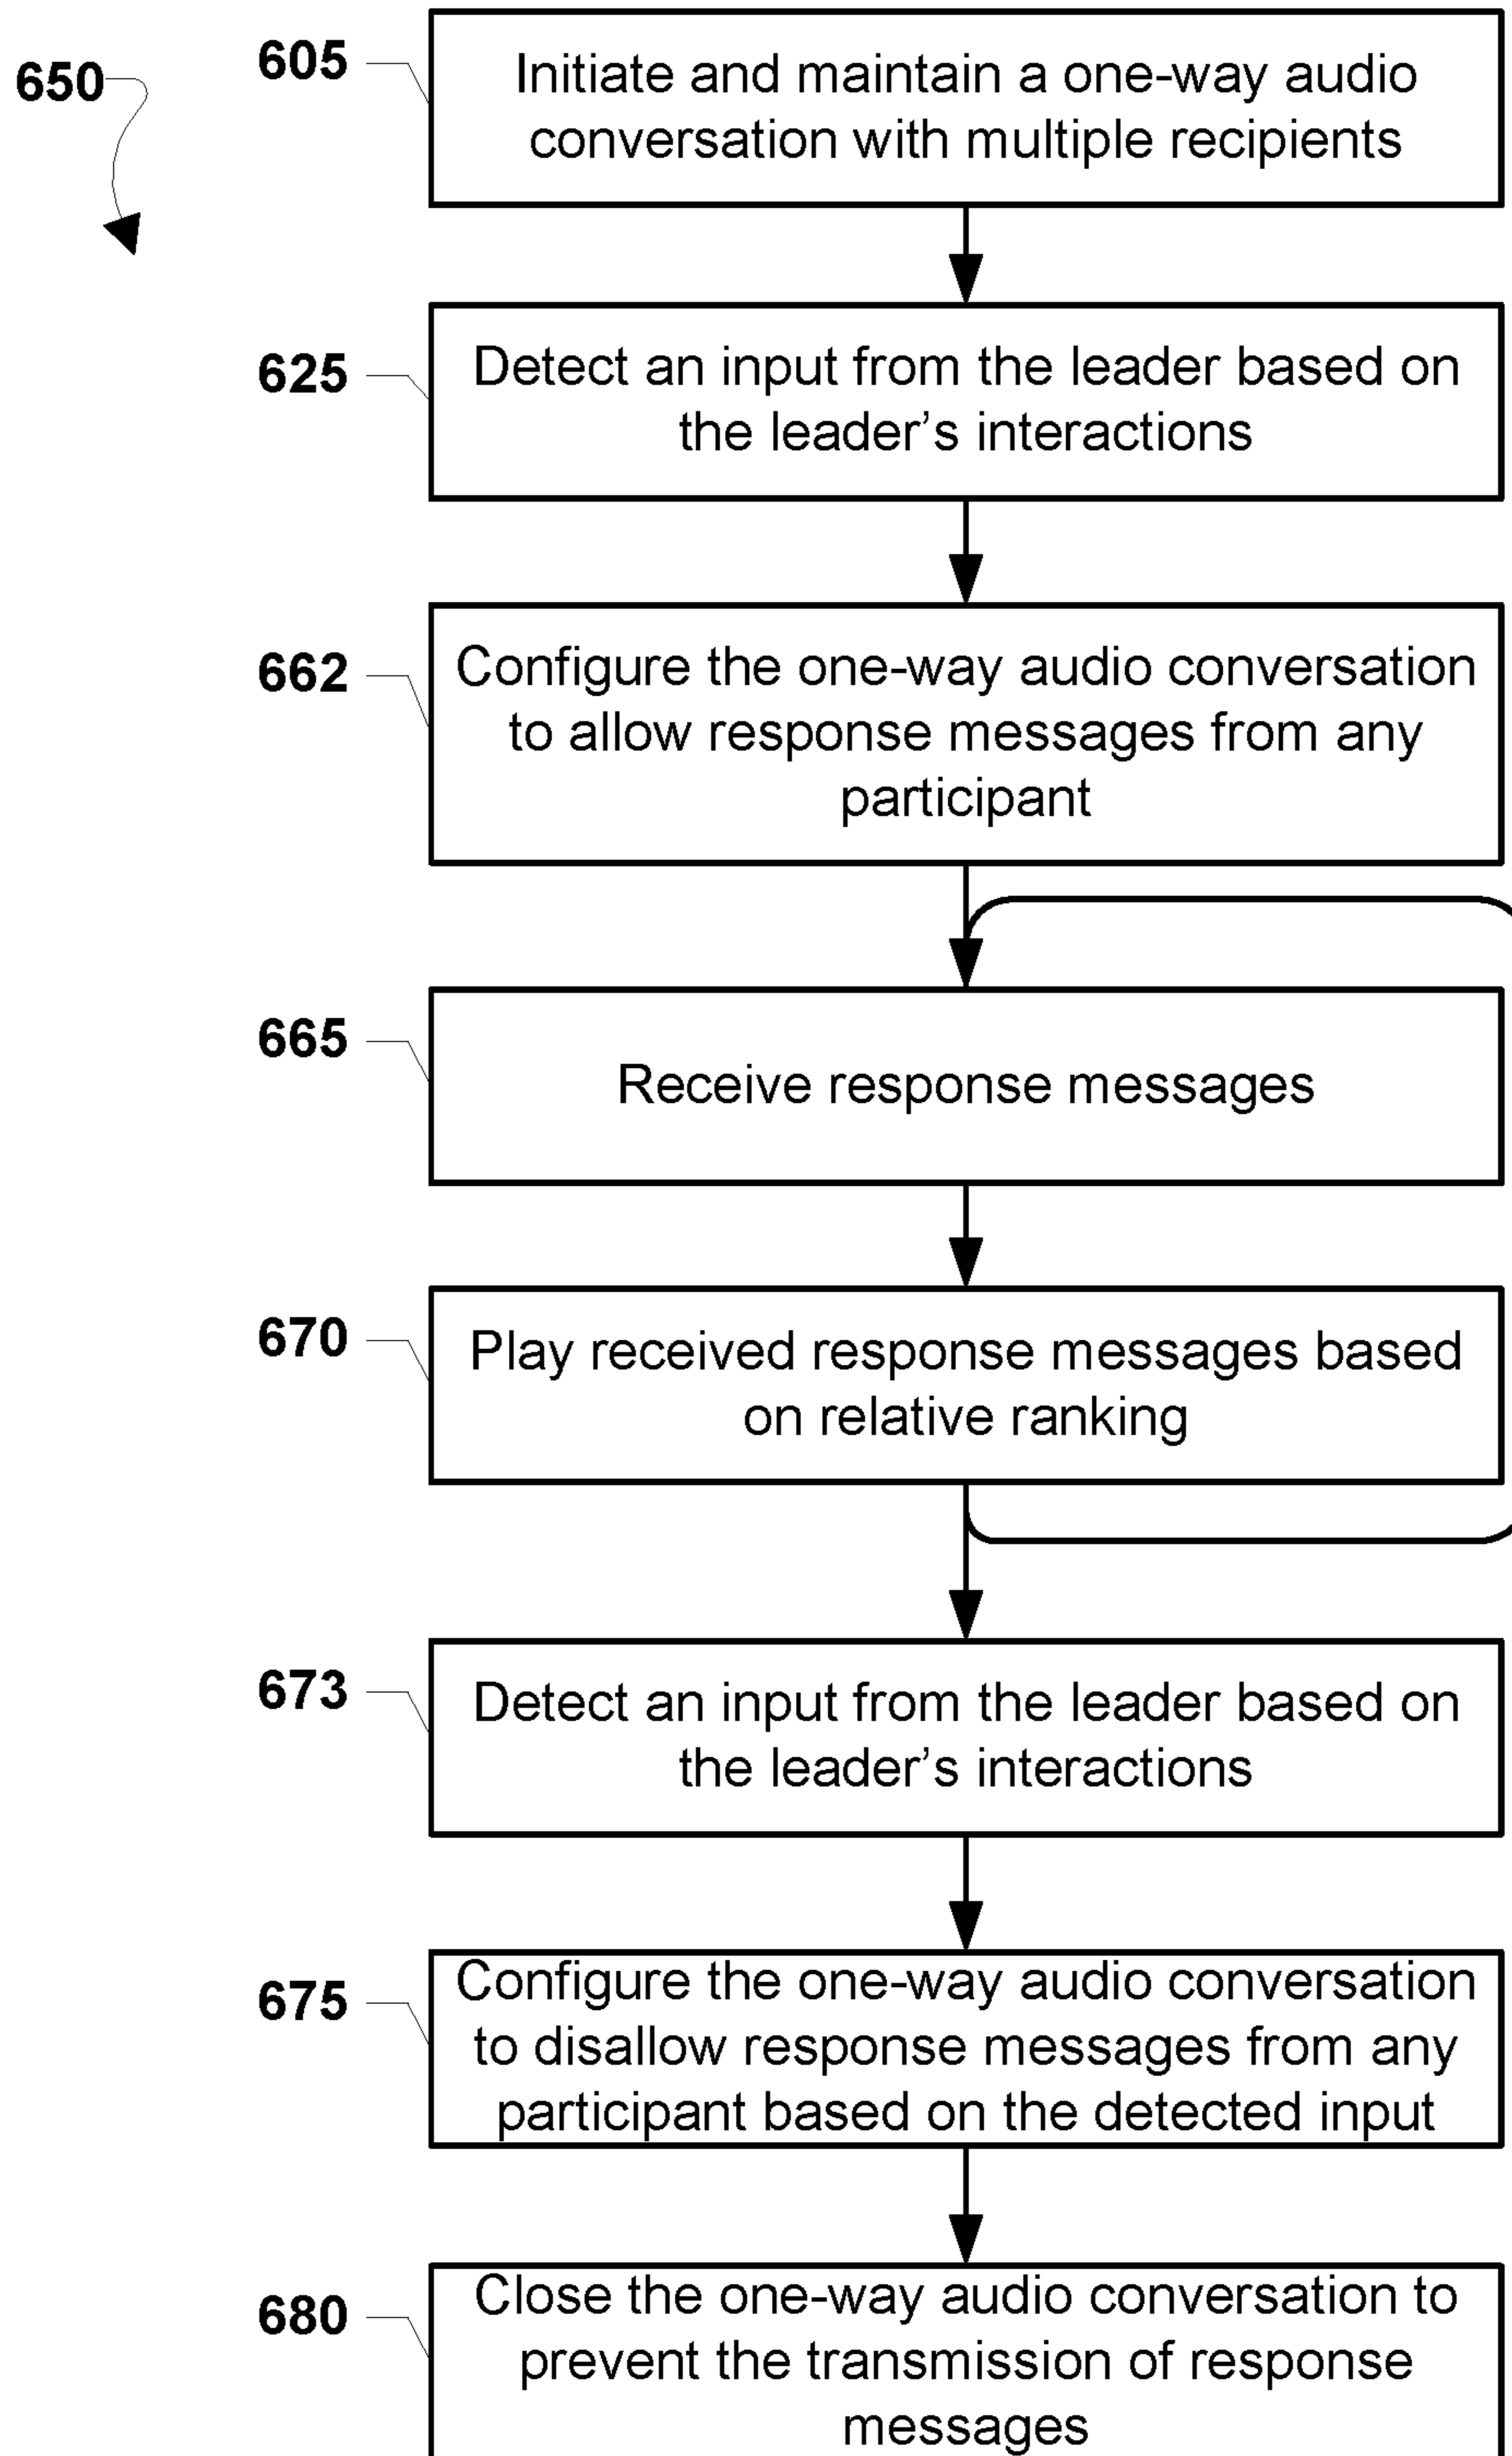 650
605
Initiate and maintain a one-way audio
conversation with multiple recipients
625
Detect an input from the leader based on
the leader’s interactions
662
Configure the one-way audio conversation
to allow response messages from any
participant
665
Receive response messages
670
Play received response messages based
on relative ranking
673
Detect an input from the leader based on
the leader’s interactions
675
Configure the one-way audio conversation
to disallow response messages from any
participant based on the detected input
680
Close the one-way audio conversation to
prevent the transmission of response
messages